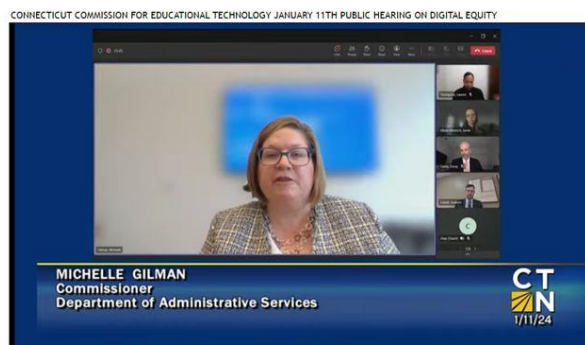 CONNECTICUT COMMISSION FOR EDUCATIONAL TECHNOLOGY JANUARY 11TH PUBLIC HEARING ON DIGITAL EQUITY
Leave
C
MICHELLE GILMAN
Commissioner
Department of Administrative Services
CT
N
1/11/24